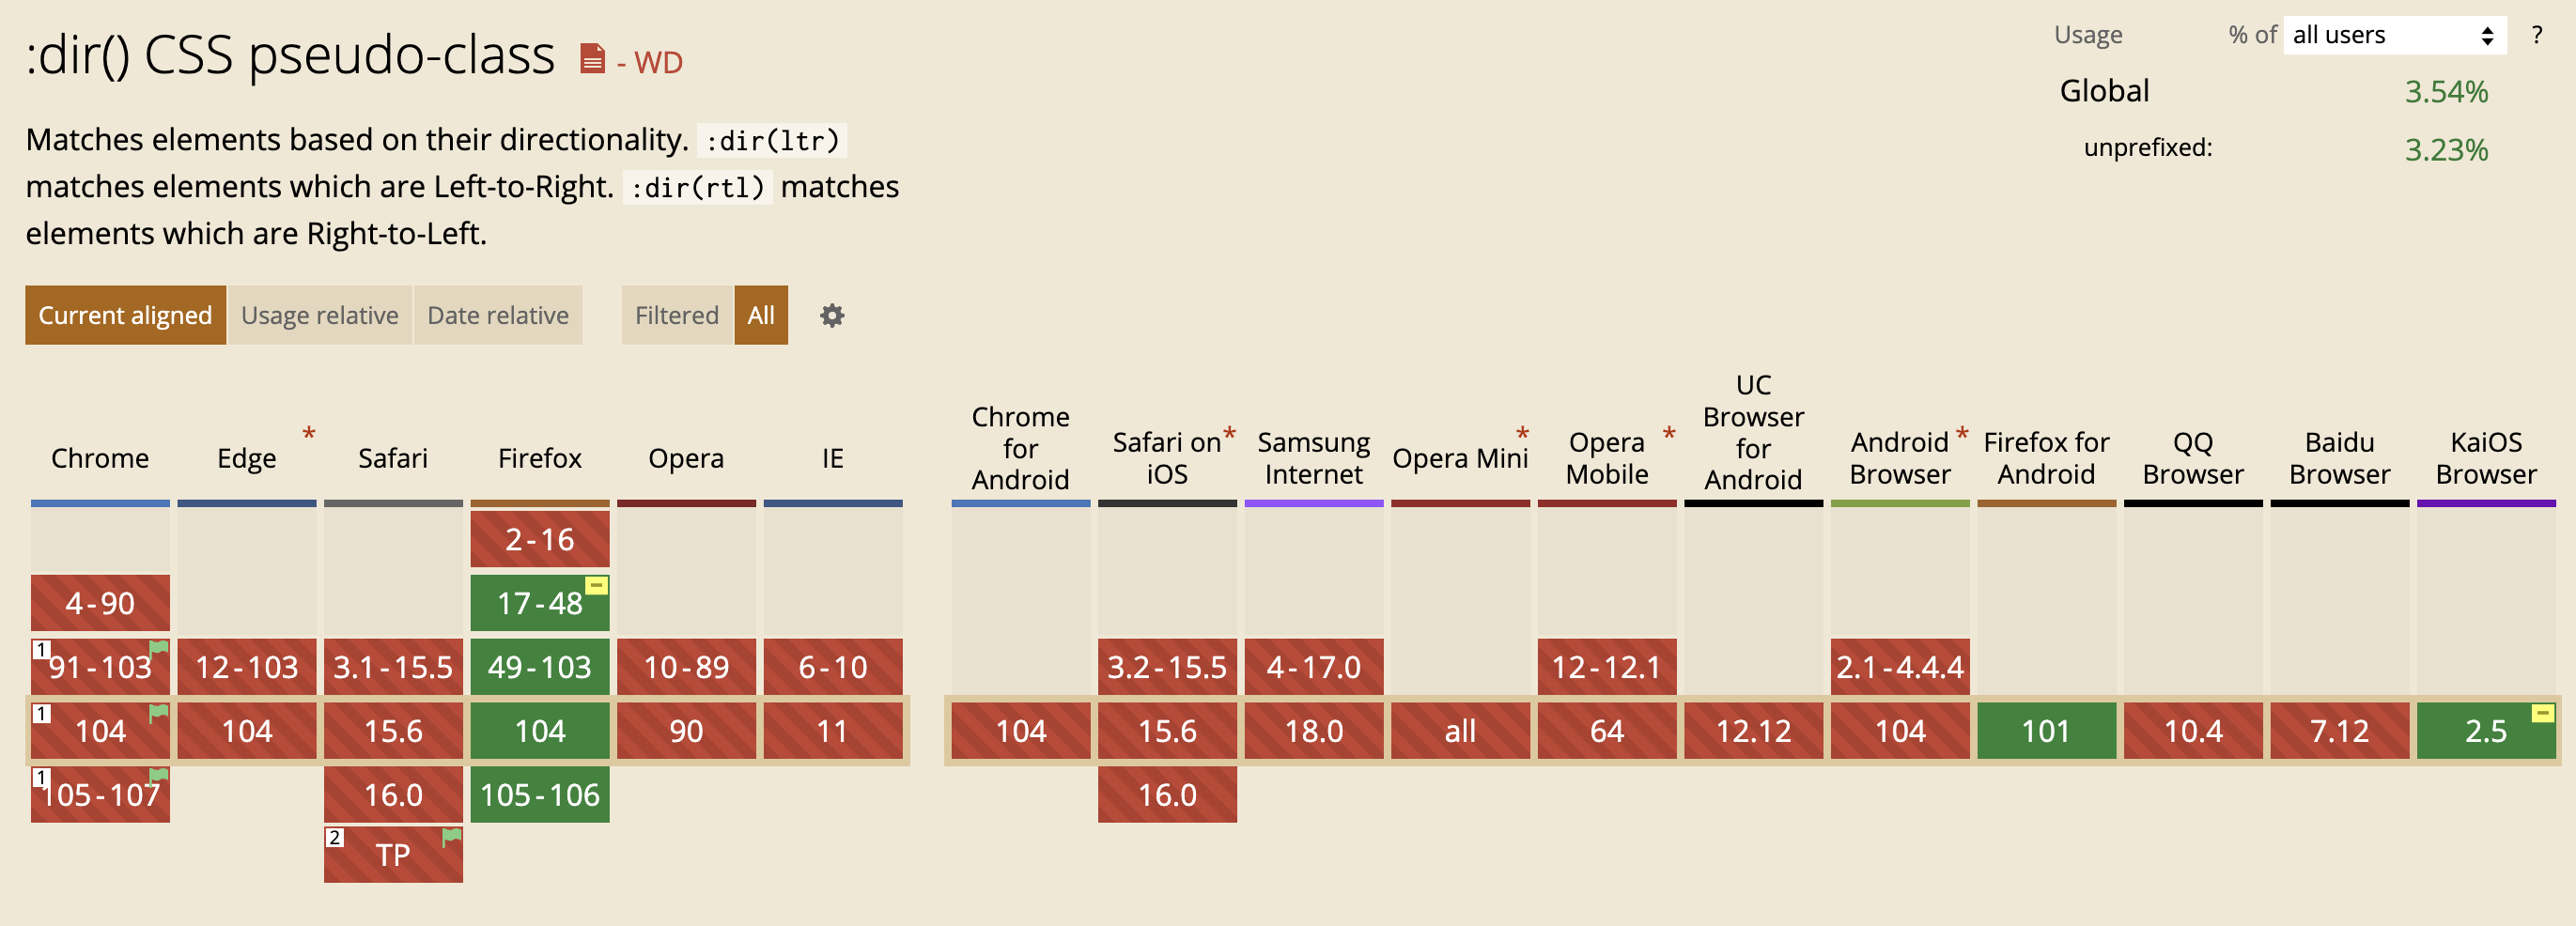 :dir() CSS pseudo-class - WD
Usage % of all users ?
Global 3.54%
unprefixed: 3.23%
Matches elements based on their directionality. :dir(ltr)
matches elements which are Left-to-Right. :dir(rtl) matches
elements which are Right-to-Left.
Current aligned Usage relative Date relative Filtered All
Chrome
Edge *
Safari
Firefox
Opera
IE
Chrome
for
Android
Safari on *
iOS
Samsung
Internet
Opera Mini *
Opera *
Mobile
UC
Browser
for
Android
Android *
Browser
Firefox for
Android
QQ
Browser
Baidu
Browser
KaiOS
Browser
2-16
4-90 17-48 -
1 91-103 12-103 3.1-15.5 49-103 10-89 6-10 3.2-15.5 4-17.0 12-12.1 2.1-4.4.4
1 104 104 15.6 104 90 11 104 15.6 18.0 all 64 12.12 104 101 10.4 7.12 2.5 -
1 105-107 16.0 105-106 16.0
2 TP